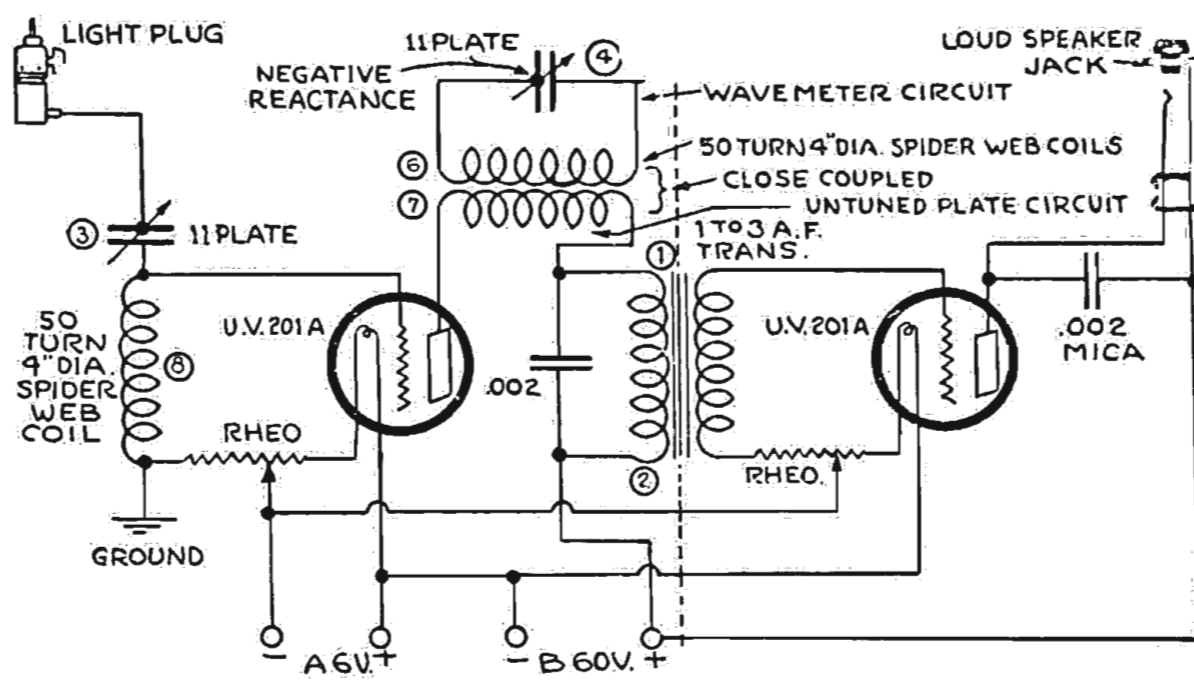 LIGHT PLUG
11 PLATE
④
NEGATIVE
REACTANCE
WAVEMETER CIRCUIT
LOUD SPEAKER
JACK
50 TURN 4" DIA. SPIDER WEB COILS
⑥
CLOSE COUPLED
⑦
UNTUNED PLATE CIRCUIT
③
11 PLATE
①
1 TO 3 A.F.
TRANS.
50
TURN
4" DIA.
SPIDER
WEB
COIL
⑧
U.V. 201A
.002
U.V. 201A
.002
MICA
RHEO
②
RHEO.
GROUND
- A 6V. +
- B 60V. +